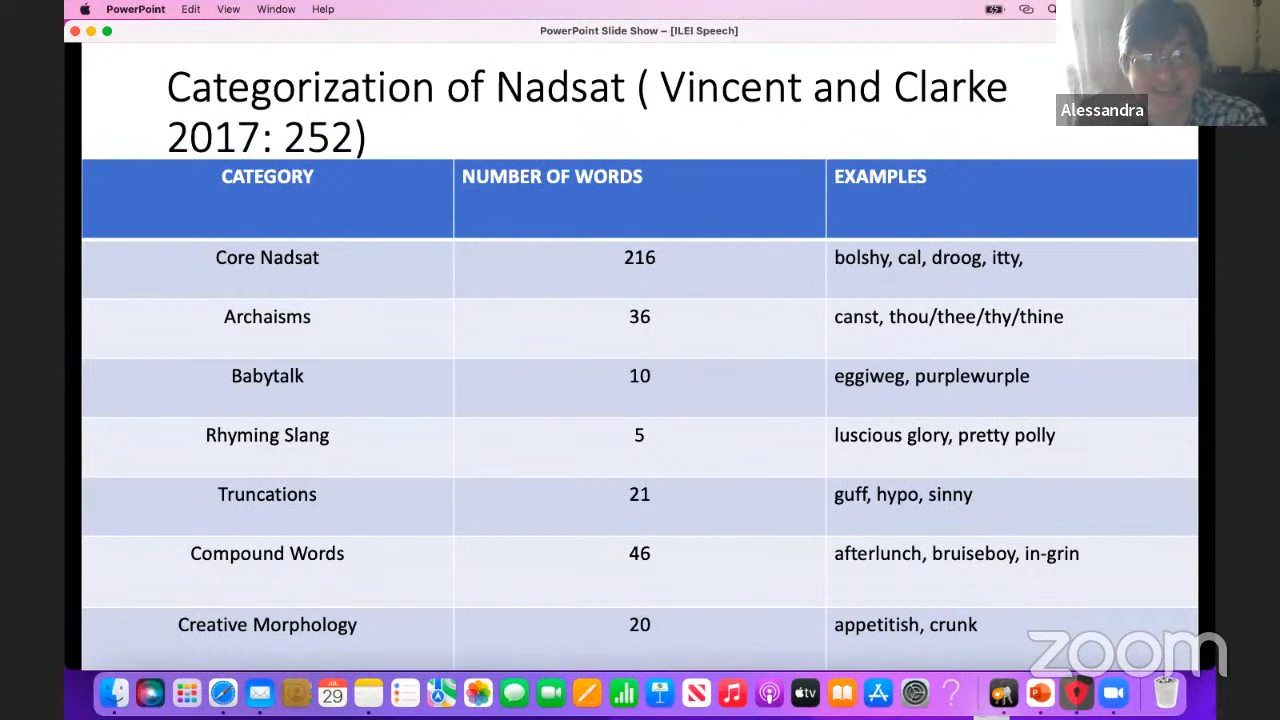 PowerPoint Edit View Window Help
PowerPoint Slide Show – [ILEI Speech]
Alessandra
Categorization of Nadsat ( Vincent and Clarke
2017: 252)
CATEGORY NUMBER OF WORDS EXAMPLES
Core Nadsat 216 bolshy, cal, droog, itty,
Archaisms 36 canst, thou/thee/thy/thine
Babytalk 10 eggiweg, purplewurple
Rhyming Slang 5 luscious glory, pretty polly
Truncations 21 guff, hypo, sinny
Compound Words 46 afterlunch, bruiseboy, in-grin
Creative Morphology 20 appetitish, crunk
zoom
29
tv